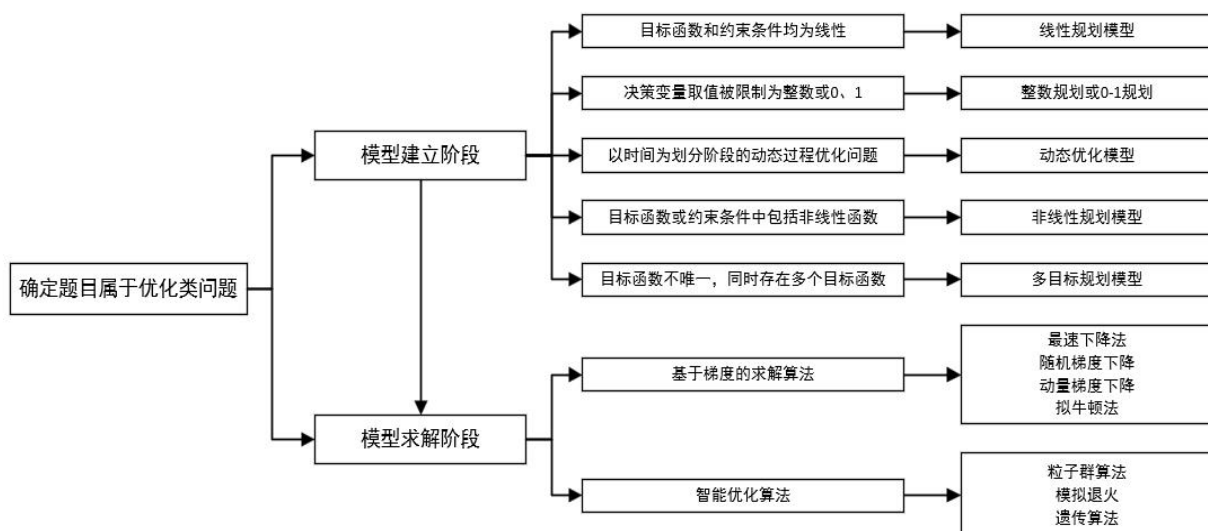 目标函数和约束条件均为线性
线性规划模型
决策变量取值被限制为整数或0、1
整数规划或0-1规划
模型建立阶段
以时间为划分阶段的动态过程优化问题
动态优化模型
目标函数或约束条件中包括非线性函数
非线性规划模型
确定题目属于优化类问题
目标函数不唯一，同时存在多个目标函数
多目标规划模型
基于梯度的求解算法
最速下降法
随机梯度下降
动量梯度下降
拟牛顿法
模型求解阶段
智能优化算法
粒子群算法
模拟退火
遗传算法